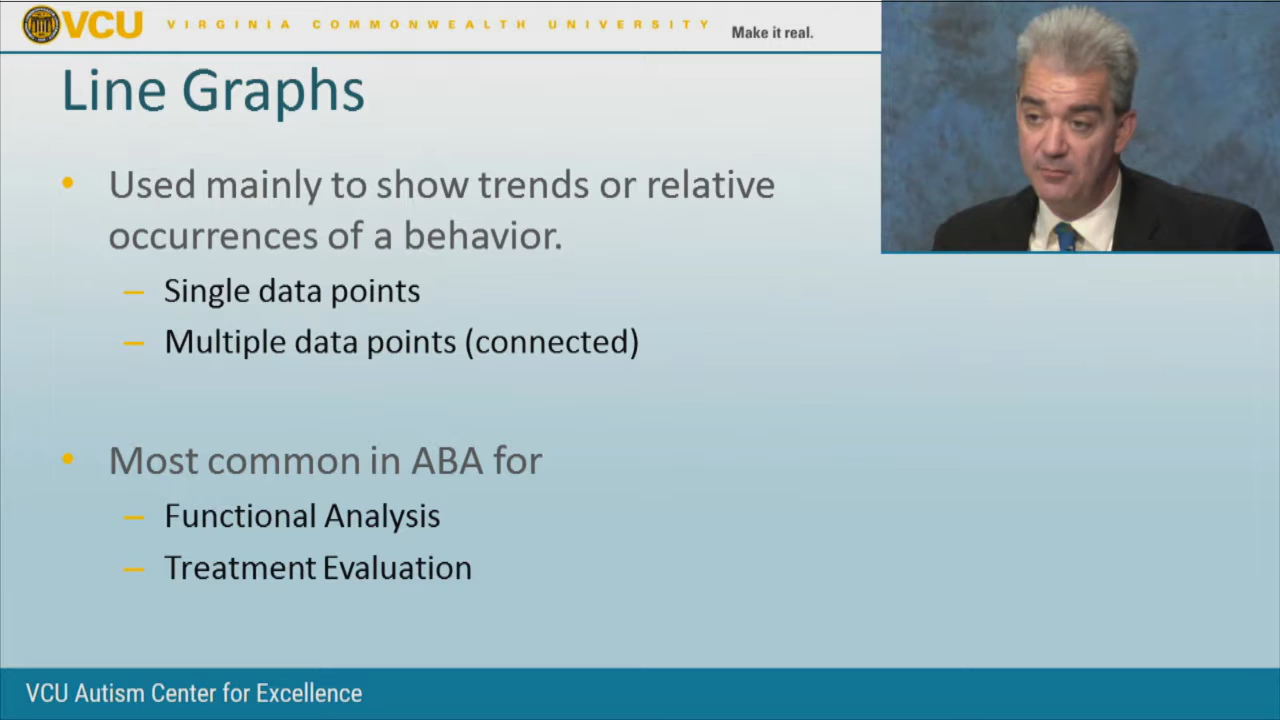 VCU VIRGINIA COMMONWEALTH UNIVERSITY Make it real.
Line Graphs
• Used mainly to show trends or relative
occurrences of a behavior.
– Single data points
– Multiple data points (connected)
• Most common in ABA for
– Functional Analysis
– Treatment Evaluation
VCU Autism Center for Excellence